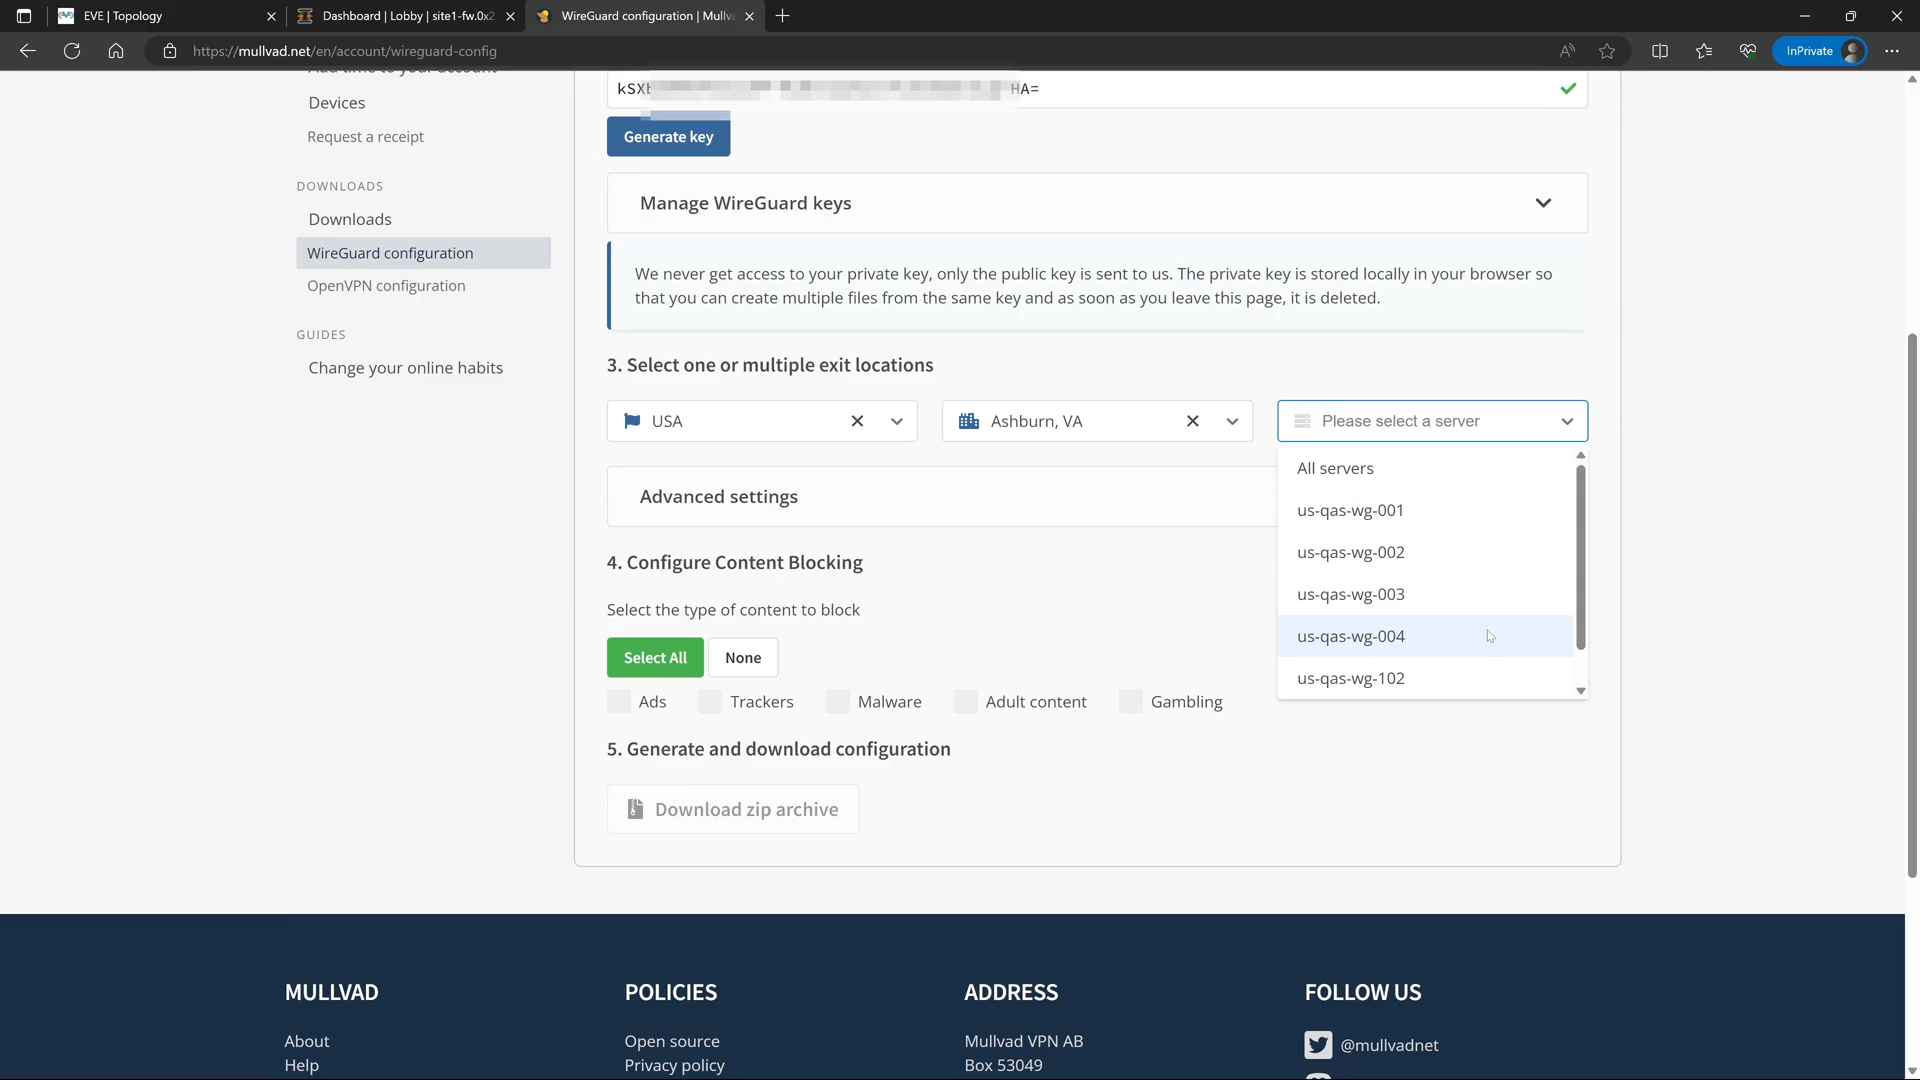 EVE | Topology
Dashboard | Lobby | site1-fw.0x2
WireGuard configuration | Mullva
https://mullvad.net/en/account/wireguard-config
InPrivate
Add time to your account
Devices
Request a receipt
DOWNLOADS
Downloads
WireGuard configuration
OpenVPN configuration
GUIDES
Change your online habits
HA=
Generate key
Manage WireGuard keys
We never get access to your private key, only the public key is sent to us. The private key is stored locally in your browser so
that you can create multiple files from the same key and as soon as you leave this page, it is deleted.
3. Select one or multiple exit locations
USA
Ashburn, VA
Please select a server
All servers
us-qas-wg-001
us-qas-wg-002
us-qas-wg-003
us-qas-wg-004
us-qas-wg-102
Advanced settings
4. Configure Content Blocking
Select the type of content to block
Select All
None
Ads
Trackers
Malware
Adult content
Gambling
5. Generate and download configuration
Download zip archive
MULLVAD
About
Help
POLICIES
Open source
Privacy policy
ADDRESS
Mullvad VPN AB
Box 53049
FOLLOW US
@mullvadnet